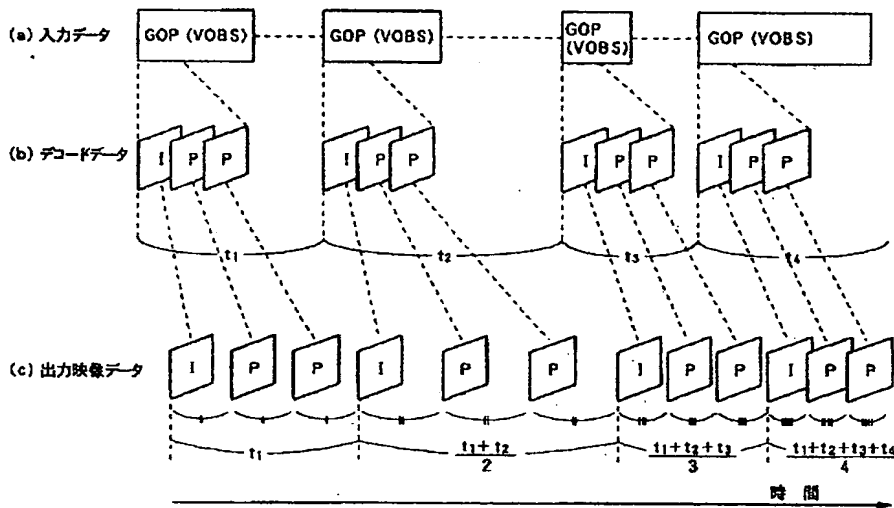 (a) 入力データ
GOP (VOBS)
GOP (VOBS)
GOP
(VOBS)
GOP (VOBS)
(b) デコードデータ
I P P
I P P
I P P
I P P
t1
t2
t3
t4
(c) 出力映像データ
I P P I P P I P P I P P
t1
t1+t2
2
t1+t2+t3
3
t1+t2+t3+t4
4
時間